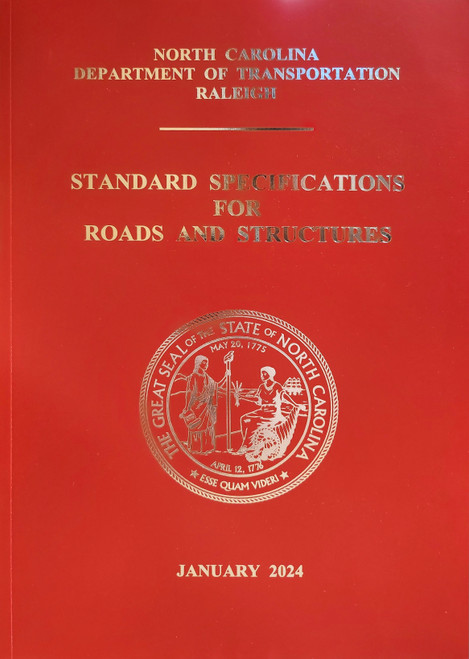 NORTH CAROLINA
DEPARTMENT OF TRANSPORTATION
RALEIGH
STANDARD SPECIFICATIONS
FOR
ROADS AND STRUCTURES
THE GREAT SEAL OF THE STATE OF NORTH CAROLINA
MAY 20, 1775
APRIL 12, 1776
ESSE QUAM VIDERI
JANUARY 2024